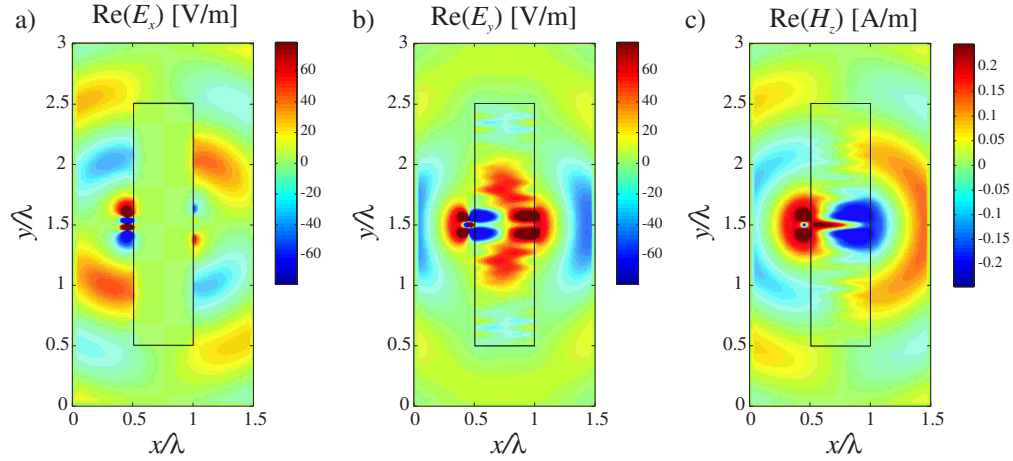 a) Re(Eₓ) [V/m]
b) Re(E_y) [V/m]
c) Re(H_z) [A/m]
3 3 3
60 60 0.2
2.5 2.5 2.5
40 40 0.15
2 2 2
20 20 0.1
0.05
y/λ 1.5 0 y/λ 1.5 0 y/λ 1.5 0
-20 -20 -0.05
1 1 1
-40 -40 -0.1
-0.15
0.5 -60 0.5 -60 0.5 -0.2
0 0 0
0 0.5 1 1.5 0 0.5 1 1.5 0 0.5 1 1.5
x/λ x/λ x/λ